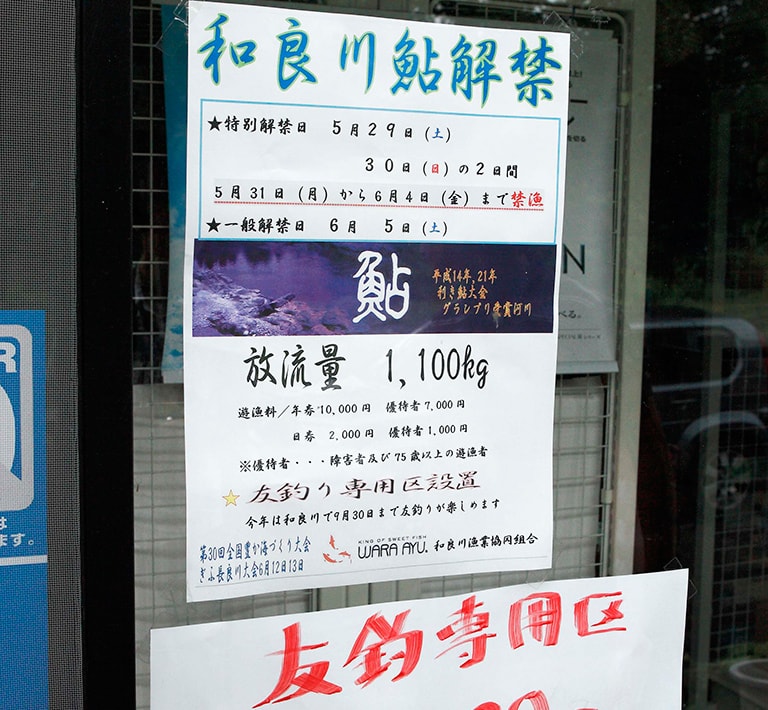 和良川鮎解禁
★特別解禁日 5月29日(土)
30日(日)の2日間
5月31日(月)から6月4日(金)まで禁漁
★一般解禁日 6月 5日(土)
鮎
平成14年、21年
利き鮎大会
グランプリ受賞河川
放流量 1,100kg
遊漁料/年券10,000円 優待者7,000円
日券 2,000円 優待者1,000円
※優待者・・・障害者及び75歳以上の遊漁者
☆友釣り専用区設置
今年は和良川で9月30日まで友釣りが楽しめます
第30回全国豊か海づくり大会
ぎふ長良川大会6月12日13日
KING OF SWEET FISH
WARA AYU. 和良川漁業協同組合
友釣専用区